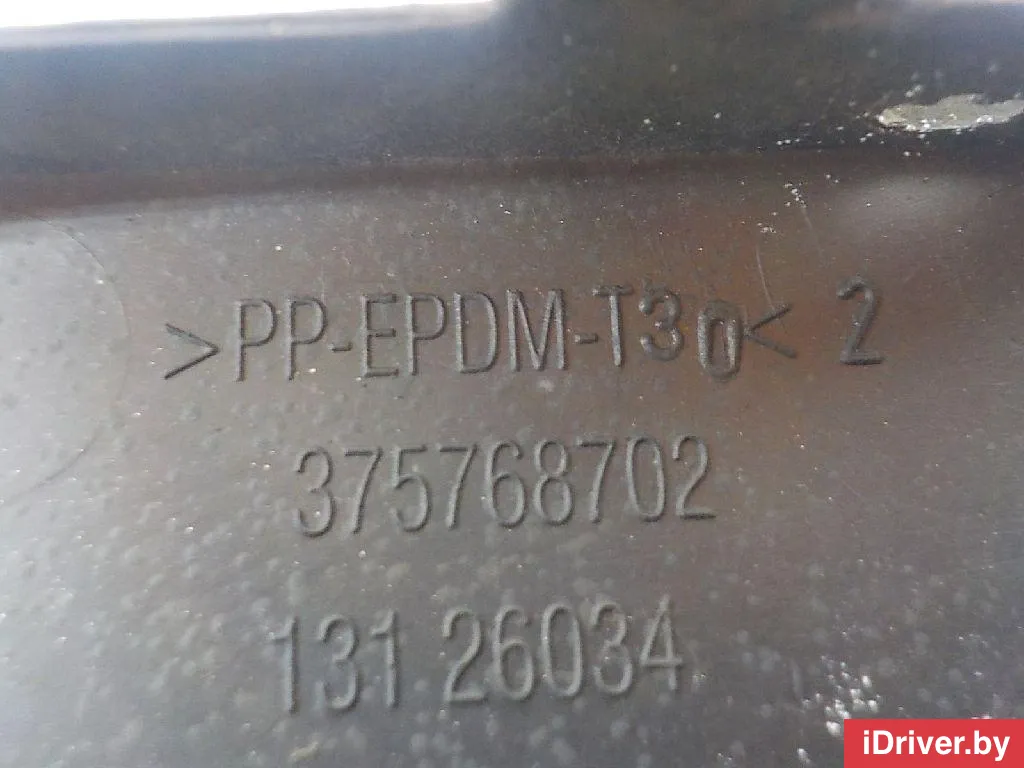 >PP-EPDM-T30< 2
375768702
131 26034
iDriver.by